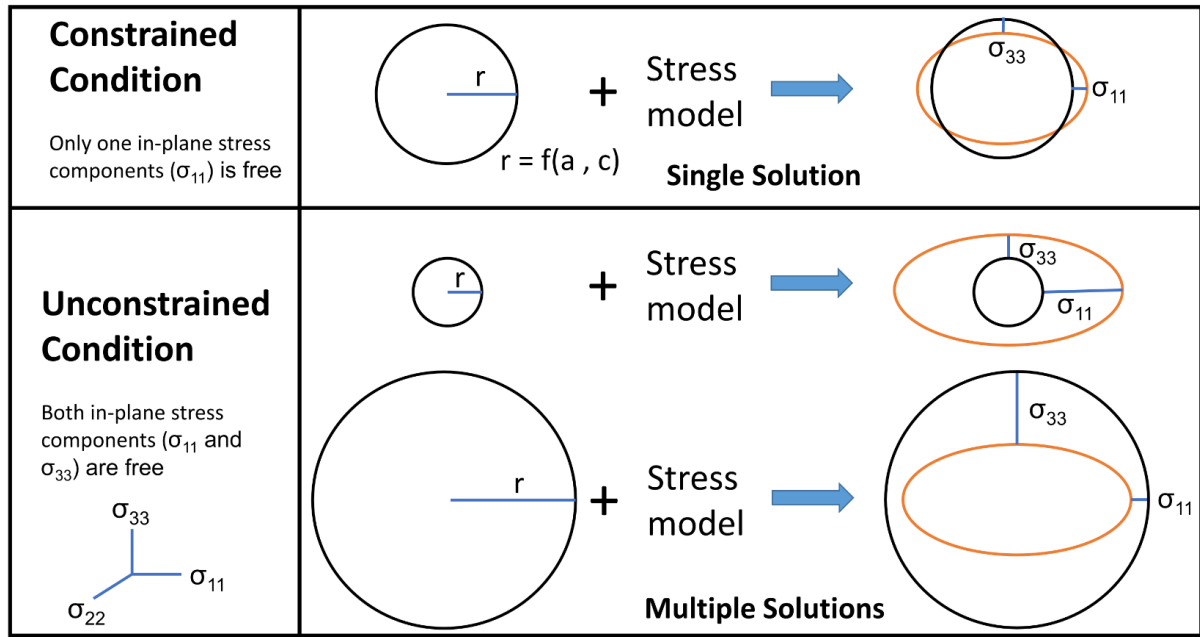 Constrained
Condition
Only one in-plane stress
components (σ11) is free
r
r = f(a , c)
+
Stress
model
Single Solution
σ33
σ11
Unconstrained
Condition
Both in-plane stress
components (σ11 and
σ33) are free
σ33
σ11
σ22
r
+
Stress
model
σ33
σ11
r
+
Stress
model
Multiple Solutions
σ33
σ11